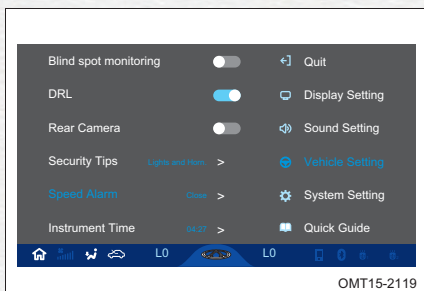 Blind spot monitoring
Quit
DRL
Display Setting
Rear Camera
Sound Setting
Security Tips Lights and Horn >
Vehicle Setting
Speed Alarm Close >
System Setting
Instrument Time 04:27 >
Quick Guide
L0 L0
OMT15-2119